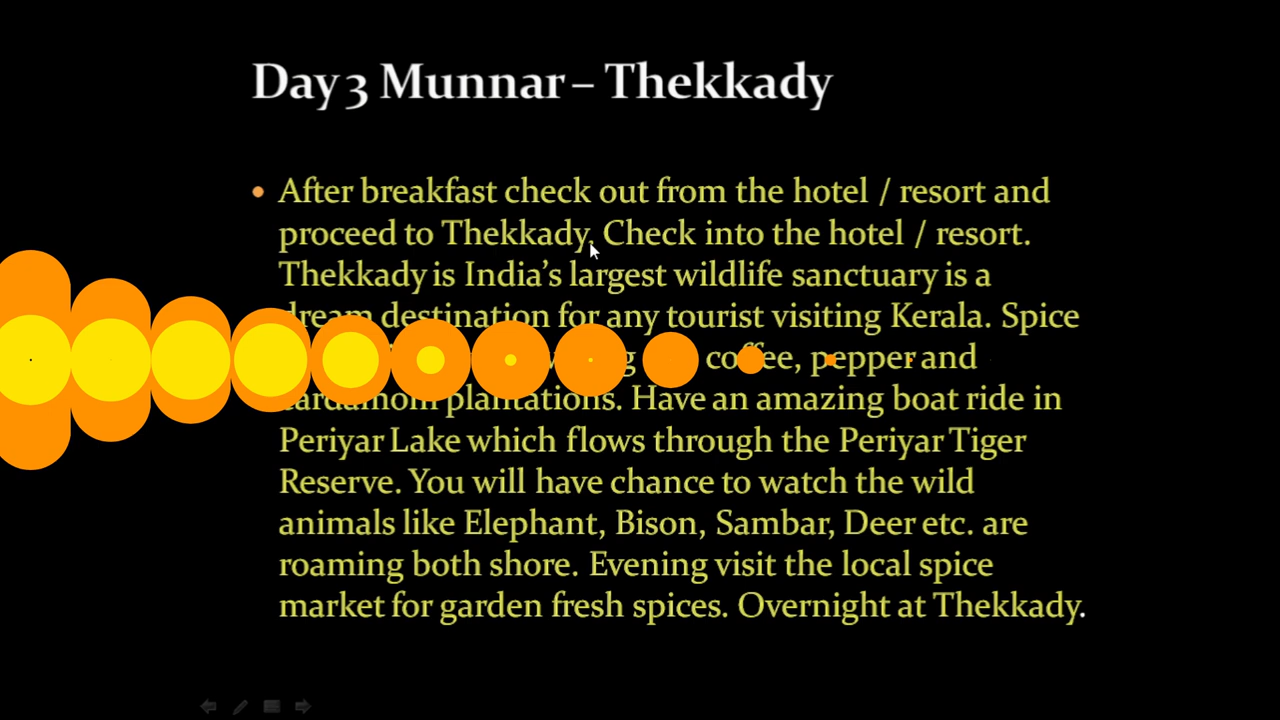 Day 3 Munnar – Thekkady
• After breakfast check out from the hotel / resort and
proceed to Thekkady. Check into the hotel / resort.
Thekkady is India’s largest wildlife sanctuary is a
dream destination for any tourist visiting Kerala. Spice
coffee, pepper and
cardamom plantations. Have an amazing boat ride in
Periyar Lake which flows through the Periyar Tiger
Reserve. You will have chance to watch the wild
animals like Elephant, Bison, Sambar, Deer etc. are
roaming both shore. Evening visit the local spice
market for garden fresh spices. Overnight at Thekkady.